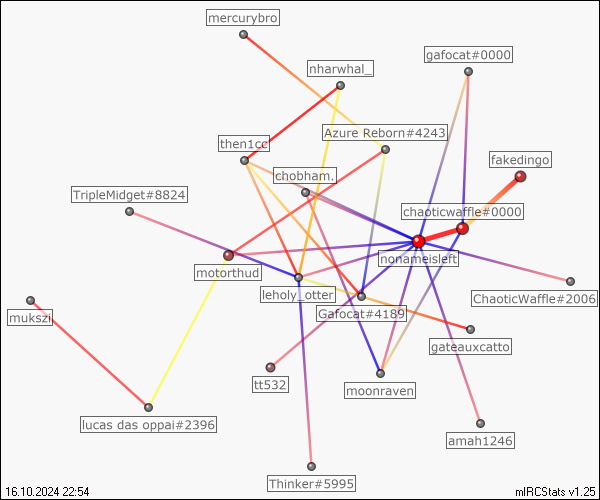 mercurybro
gafocat#0000
nharwhal_
Azure Reborn#4243
then1cc
fakedingo
chobham.
TripleMidget#8824
chaoticwaffle#0000
nonameisleft
motorthud
leholy_otter
ChaoticWaffle#2006
Gafocat#4189
mukszil
gateauxcatto
tt532
moonraven
lucas das oppai#2396
amah1246
Thinker#5995
16.10.2024 22:54
mIRCStats v1.25